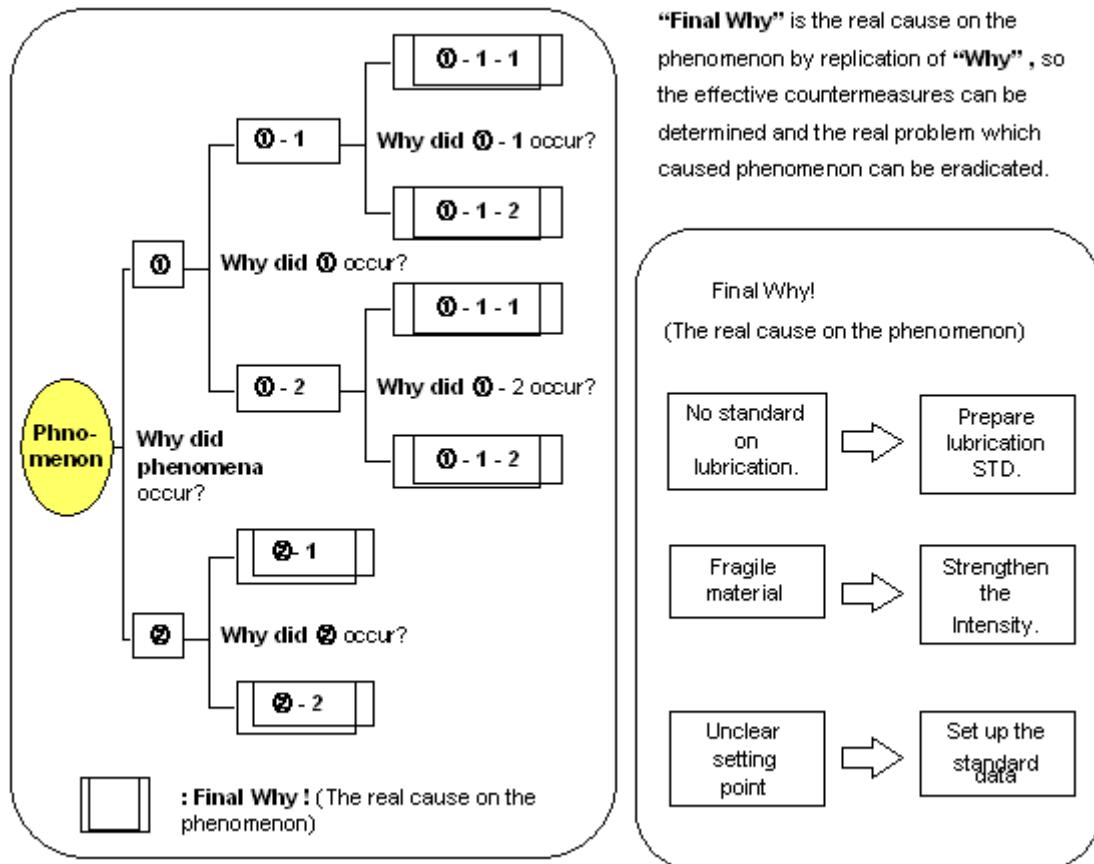 ① - 1 - 1
① - 1
Why did ① - 1 occur?
① - 1 - 2
①
Why did ① occur?
① - 1 - 1
① - 2
Why did ① - 2 occur?
① - 1 - 2
Phno-
menon
Why did
phenomena
occur?
②- 1
②
Why did ② occur?
② - 2
: Final Why ! (The real cause on the
phenomenon)
“Final Why” is the real cause on the
phenomenon by replication of “Why” , so
the effective countermeasures can be
determined and the real problem which
caused phenomenon can be eradicated.
Final Why!
(The real cause on the phenomenon)
No standard
on
lubrication.
Prepare
lubrication
STD.
Fragile
material
Strengthen
the
Intensity.
Unclear
setting
point
Set up the
standard
data